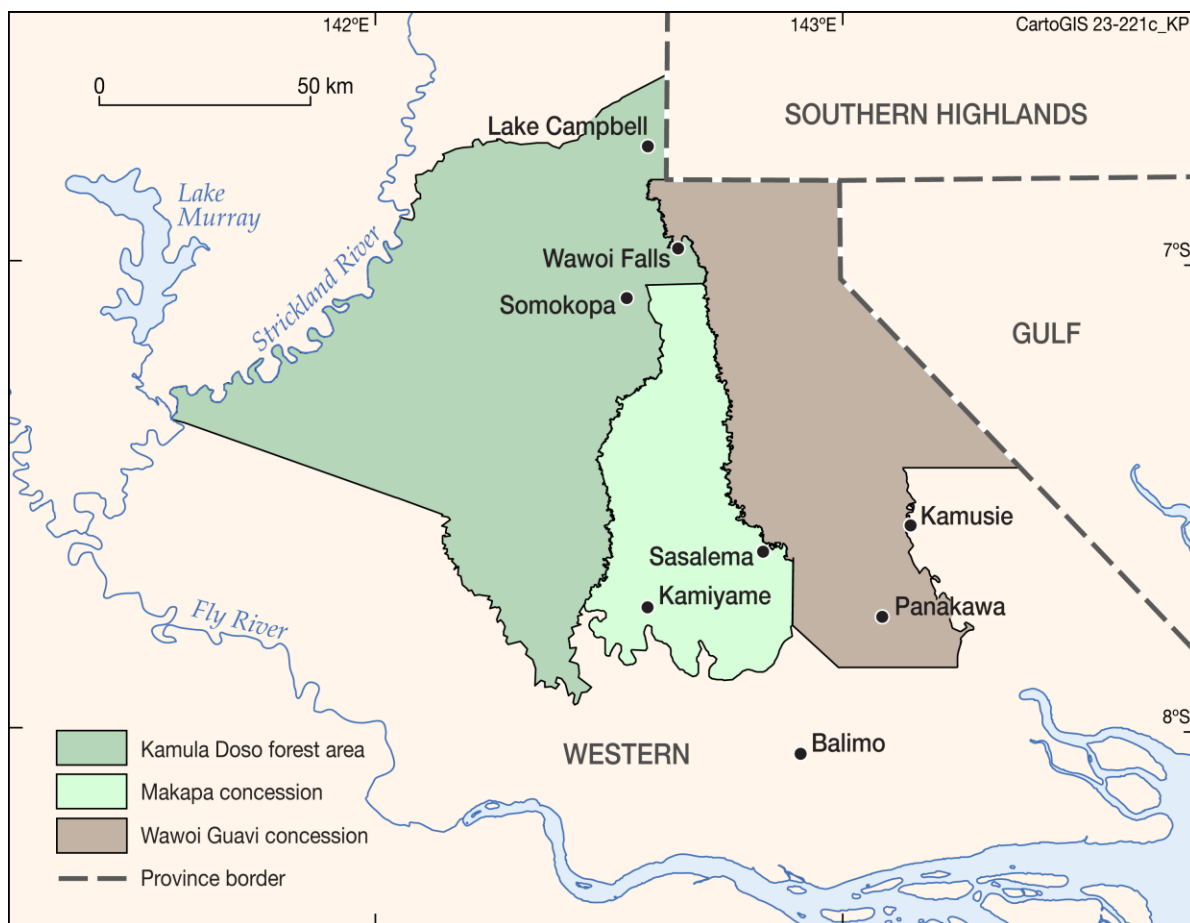 142°E
143°E
CartoGIS 23-221c_KP
0
50 km
SOUTHERN HIGHLANDS
Lake Campbell
Lake
Murray
Strickland River
Wawoi Falls
7°S
Somokopa
GULF
Kamusie
Sasalema
Kamiyame
Panakawa
Fly River
8°S
WESTERN
Balimo
Kamula Doso forest area
Makapa concession
Wawoi Guavi concession
Province border